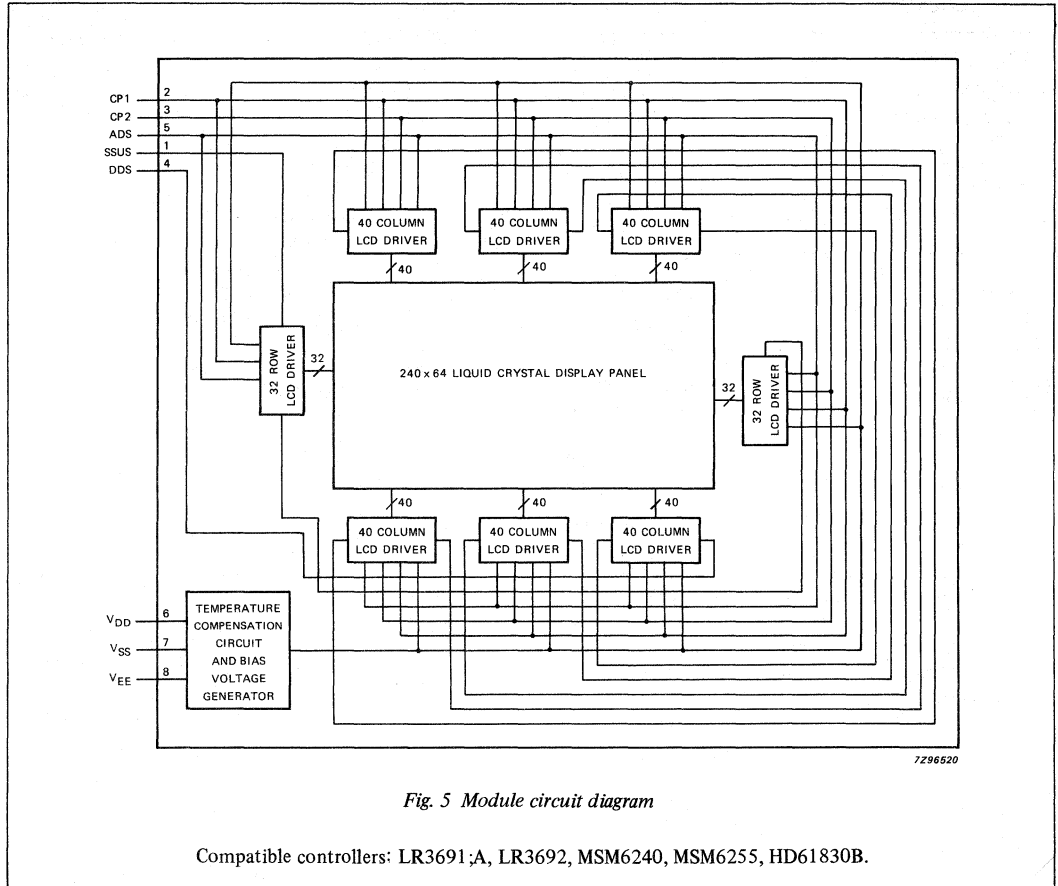 CP1 2
CP2 3
ADS 5
SSUS 1
DDS 4
40 COLUMN
LCD DRIVER
40 COLUMN
LCD DRIVER
40 COLUMN
LCD DRIVER
40
40
40
32 ROW
LCD DRIVER
32
240 x 64 LIQUID CRYSTAL DISPLAY PANEL
32
32 ROW
LCD DRIVER
40
40
40
40 COLUMN
LCD DRIVER
40 COLUMN
LCD DRIVER
40 COLUMN
LCD DRIVER
VDD 6
VSS 7
VEE 8
TEMPERATURE
COMPENSATION
CIRCUIT
AND BIAS
VOLTAGE
GENERATOR
7Z96520
Fig. 5 Module circuit diagram
Compatible controllers: LR3691;A, LR3692, MSM6240, MSM6255, HD61830B.